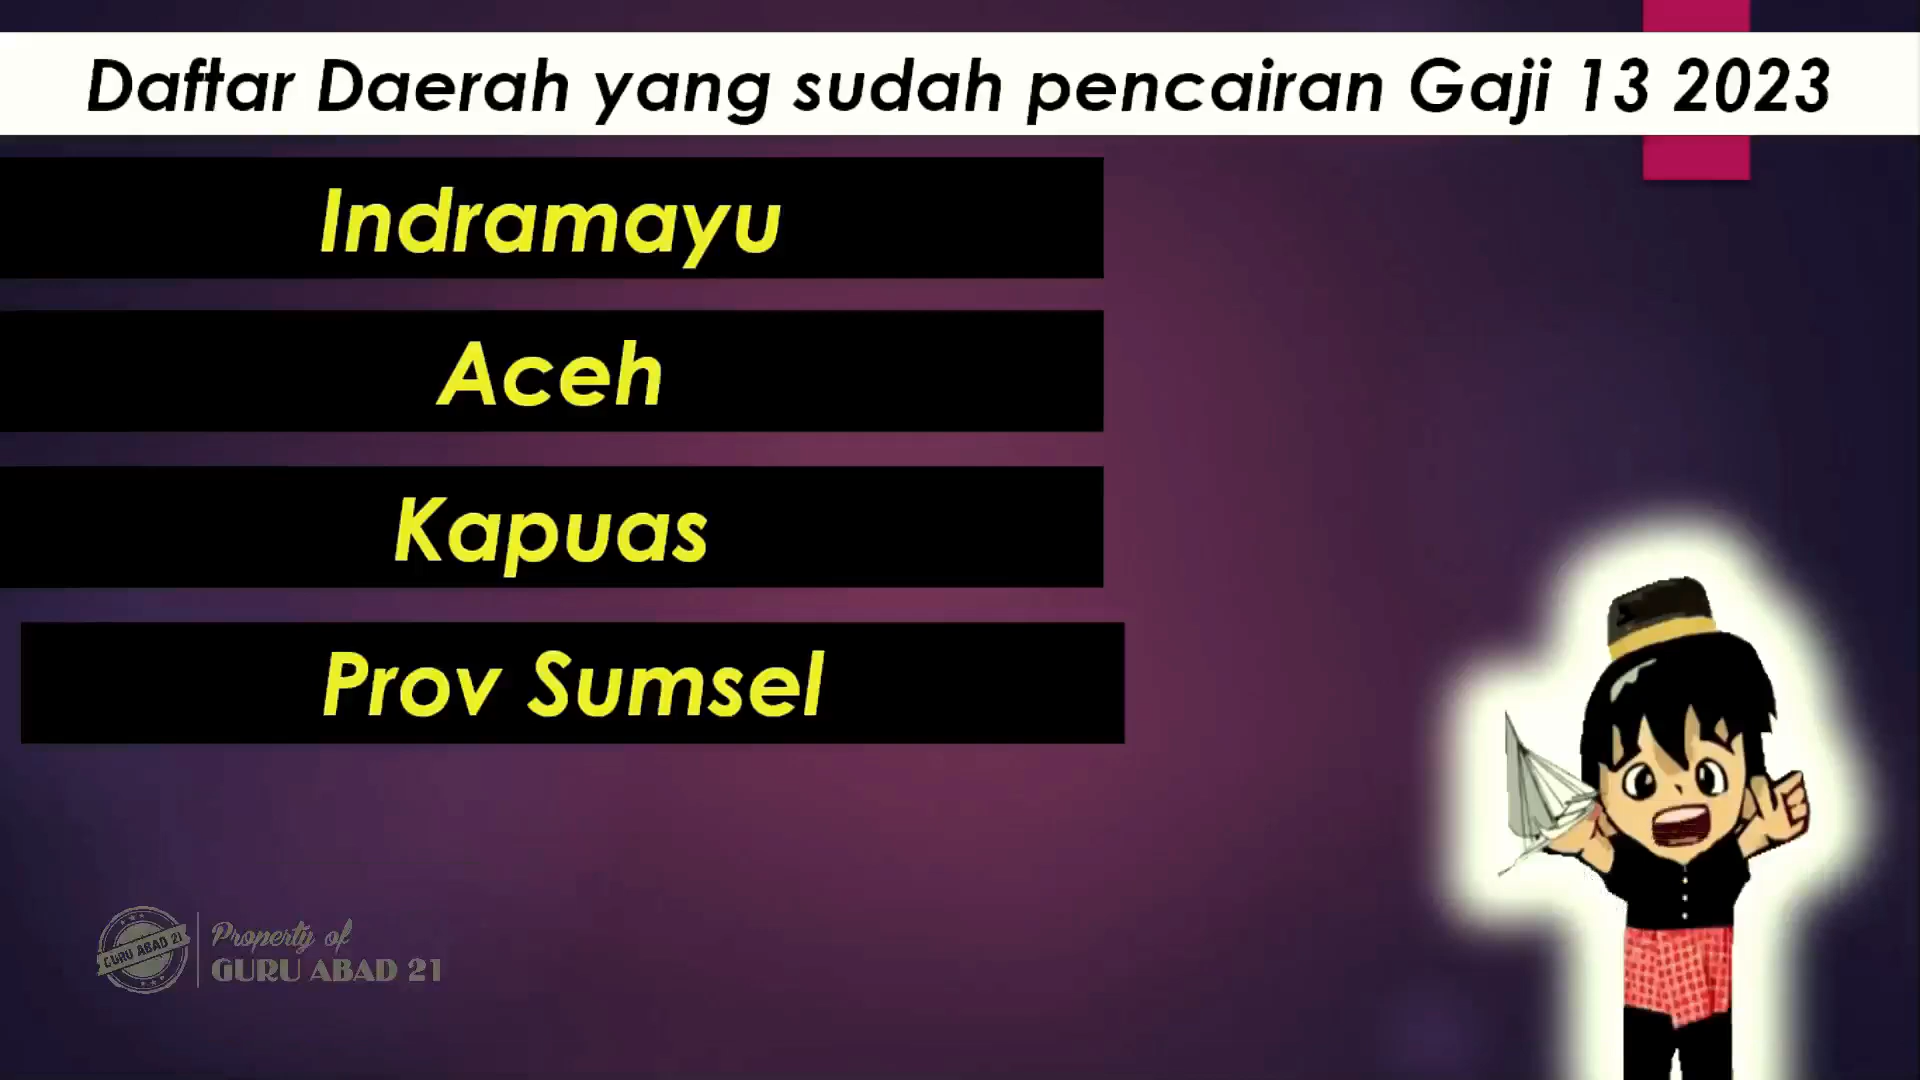 Daftar Daerah yang sudah pencairan Gaji 13 2023
Indramayu
Aceh
Kapuas
Prov Sumsel
GURU ABAD 21
Property of
GURU ABAD 21